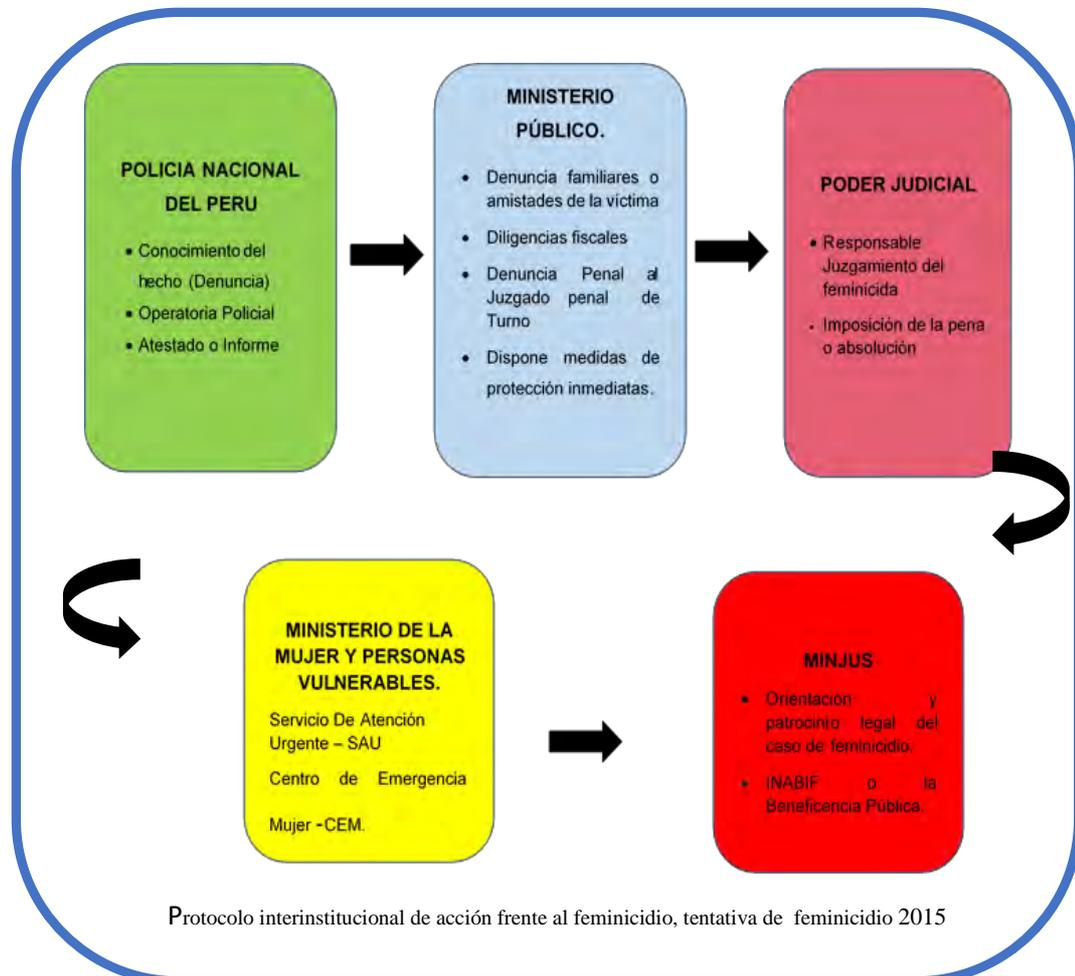 POLICIA NACIONAL
DEL PERU
• Conocimiento del
hecho (Denuncia)
• Operatoria Policial
• Atestado o Informe
MINISTERIO
PÚBLICO.
• Denuncia familiares o
amistades de la víctima
• Diligencias fiscales
• Denuncia Penal al
Juzgado penal de
Turno
• Dispone medidas de
protección inmediatas.
PODER JUDICIAL
• Responsable
Juzgamiento del
feminicida
• Imposición de la pena
o absolución
MINISTERIO DE LA
MUJER Y PERSONAS
VULNERABLES.
Servicio De Atención
Urgente – SAU
Centro de Emergencia
Mujer -CEM.
MINJUS
• Orientación y
patrocinio legal del
caso de feminicidio.
• INABIF o la
Beneficencia Pública.
Protocolo interinstitucional de acción frente al feminicidio, tentativa de feminicidio 2015